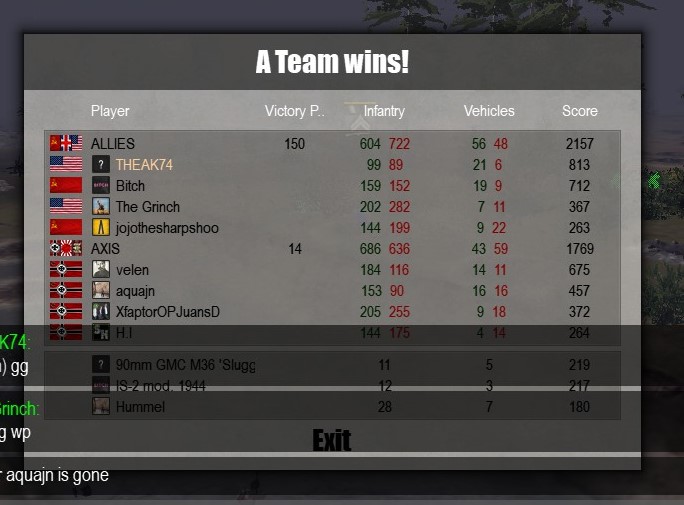 A Team wins!
Player Victory P.. Infantry Vehicles Score
ALLIES 150 604 722 56 48 2157
? THEAK74 99 89 21 6 813
Bitch 159 152 19 9 712
The Grinch 202 282 7 11 367
jojothesharpshoo 144 199 9 22 263
AXIS 14 686 636 43 59 1769
velen 184 116 14 11 675
aquajn 153 90 16 16 457
XfaptorOPJuansD 205 255 9 18 372
H.I 144 175 4 14 264
K74:
) gg
? 90mm GMC M36 'Slugg 11 5 219
IS-2 mod. 1944 12 3 217
Grinch:
Hummel 28 7 180
g wp
Exit
r aquajn is gone